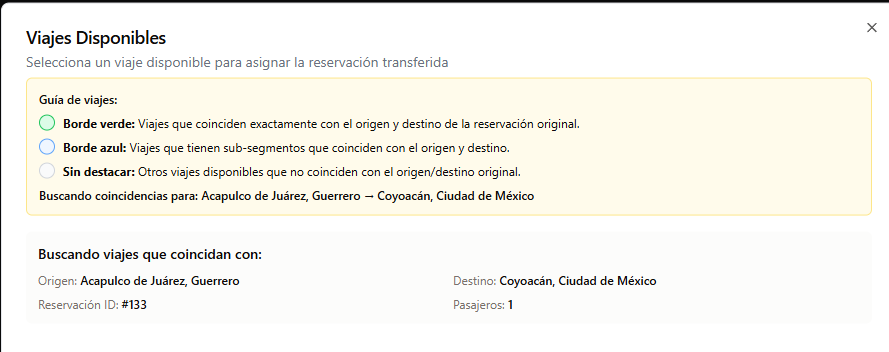 Viajes Disponibles
Selecciona un viaje disponible para asignar la reservación transferida
Guía de viajes:
Borde verde: Viajes que coinciden exactamente con el origen y destino de la reservación original.
Borde azul: Viajes que tienen sub-segmentos que coinciden con el origen y destino.
Sin destacar: Otros viajes disponibles que no coinciden con el origen/destino original.
Buscando coincidencias para: Acapulco de Juárez, Guerrero → Coyoacán, Ciudad de México
Buscando viajes que coincidan con:
Origen: Acapulco de Juárez, Guerrero
Destino: Coyoacán, Ciudad de México
Reservación ID: #133
Pasajeros: 1